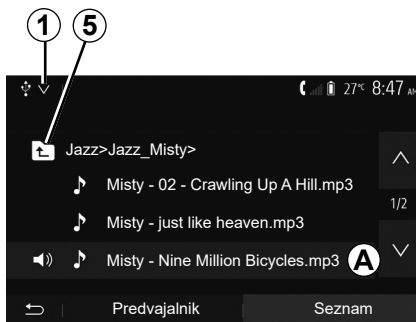 1 5
27°C 8:47 AM
Jazz>Jazz_Misty>
Misty - 02 - Crawling Up A Hill.mp3
1/2
Misty - just like heaven.mp3
Misty - Nine Million Bicycles.mp3 A
Predvajalnik Seznam